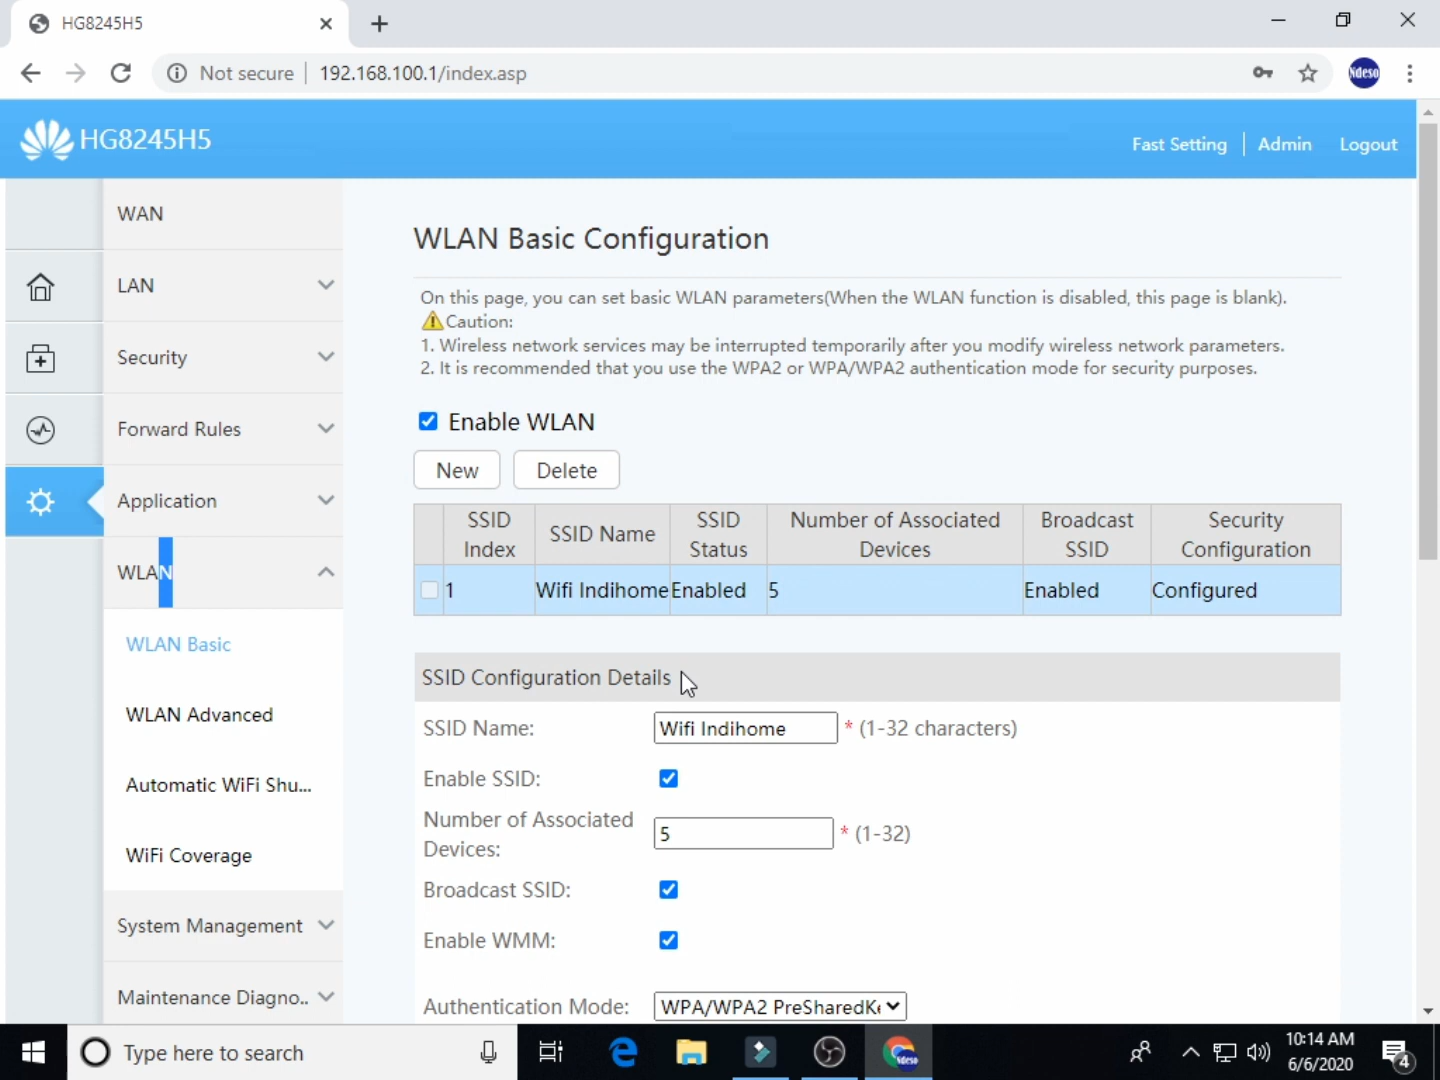 HG8245H5
Not secure
192.168.100.1/index.asp
Ndeso
HG8245H5
Fast Setting
Admin
Logout
WAN
LAN
Security
Forward Rules
Application
WLAN
WLAN Basic
WLAN Advanced
Automatic WiFi Shu...
WiFi Coverage
System Management
Maintenance Diagno..
WLAN Basic Configuration
On this page, you can set basic WLAN parameters(When the WLAN function is disabled, this page is blank).
Caution:
1. Wireless network services may be interrupted temporarily after you modify wireless network parameters.
2. It is recommended that you use the WPA2 or WPA/WPA2 authentication mode for security purposes.
Enable WLAN
New
Delete
SSID
Index
SSID Name
SSID
Status
Number of Associated
Devices
Broadcast
SSID
Security
Configuration
1
Wifi Indihome
Enabled
5
Enabled
Configured
SSID Configuration Details
SSID Name:
Wifi Indihome
* (1-32 characters)
Enable SSID:
Number of Associated
Devices:
5
* (1-32)
Broadcast SSID:
Enable WMM:
Authentication Mode:
WPA/WPA2 PreSharedKe
Type here to search
Ndeso
10:14 AM
6/6/2020
4